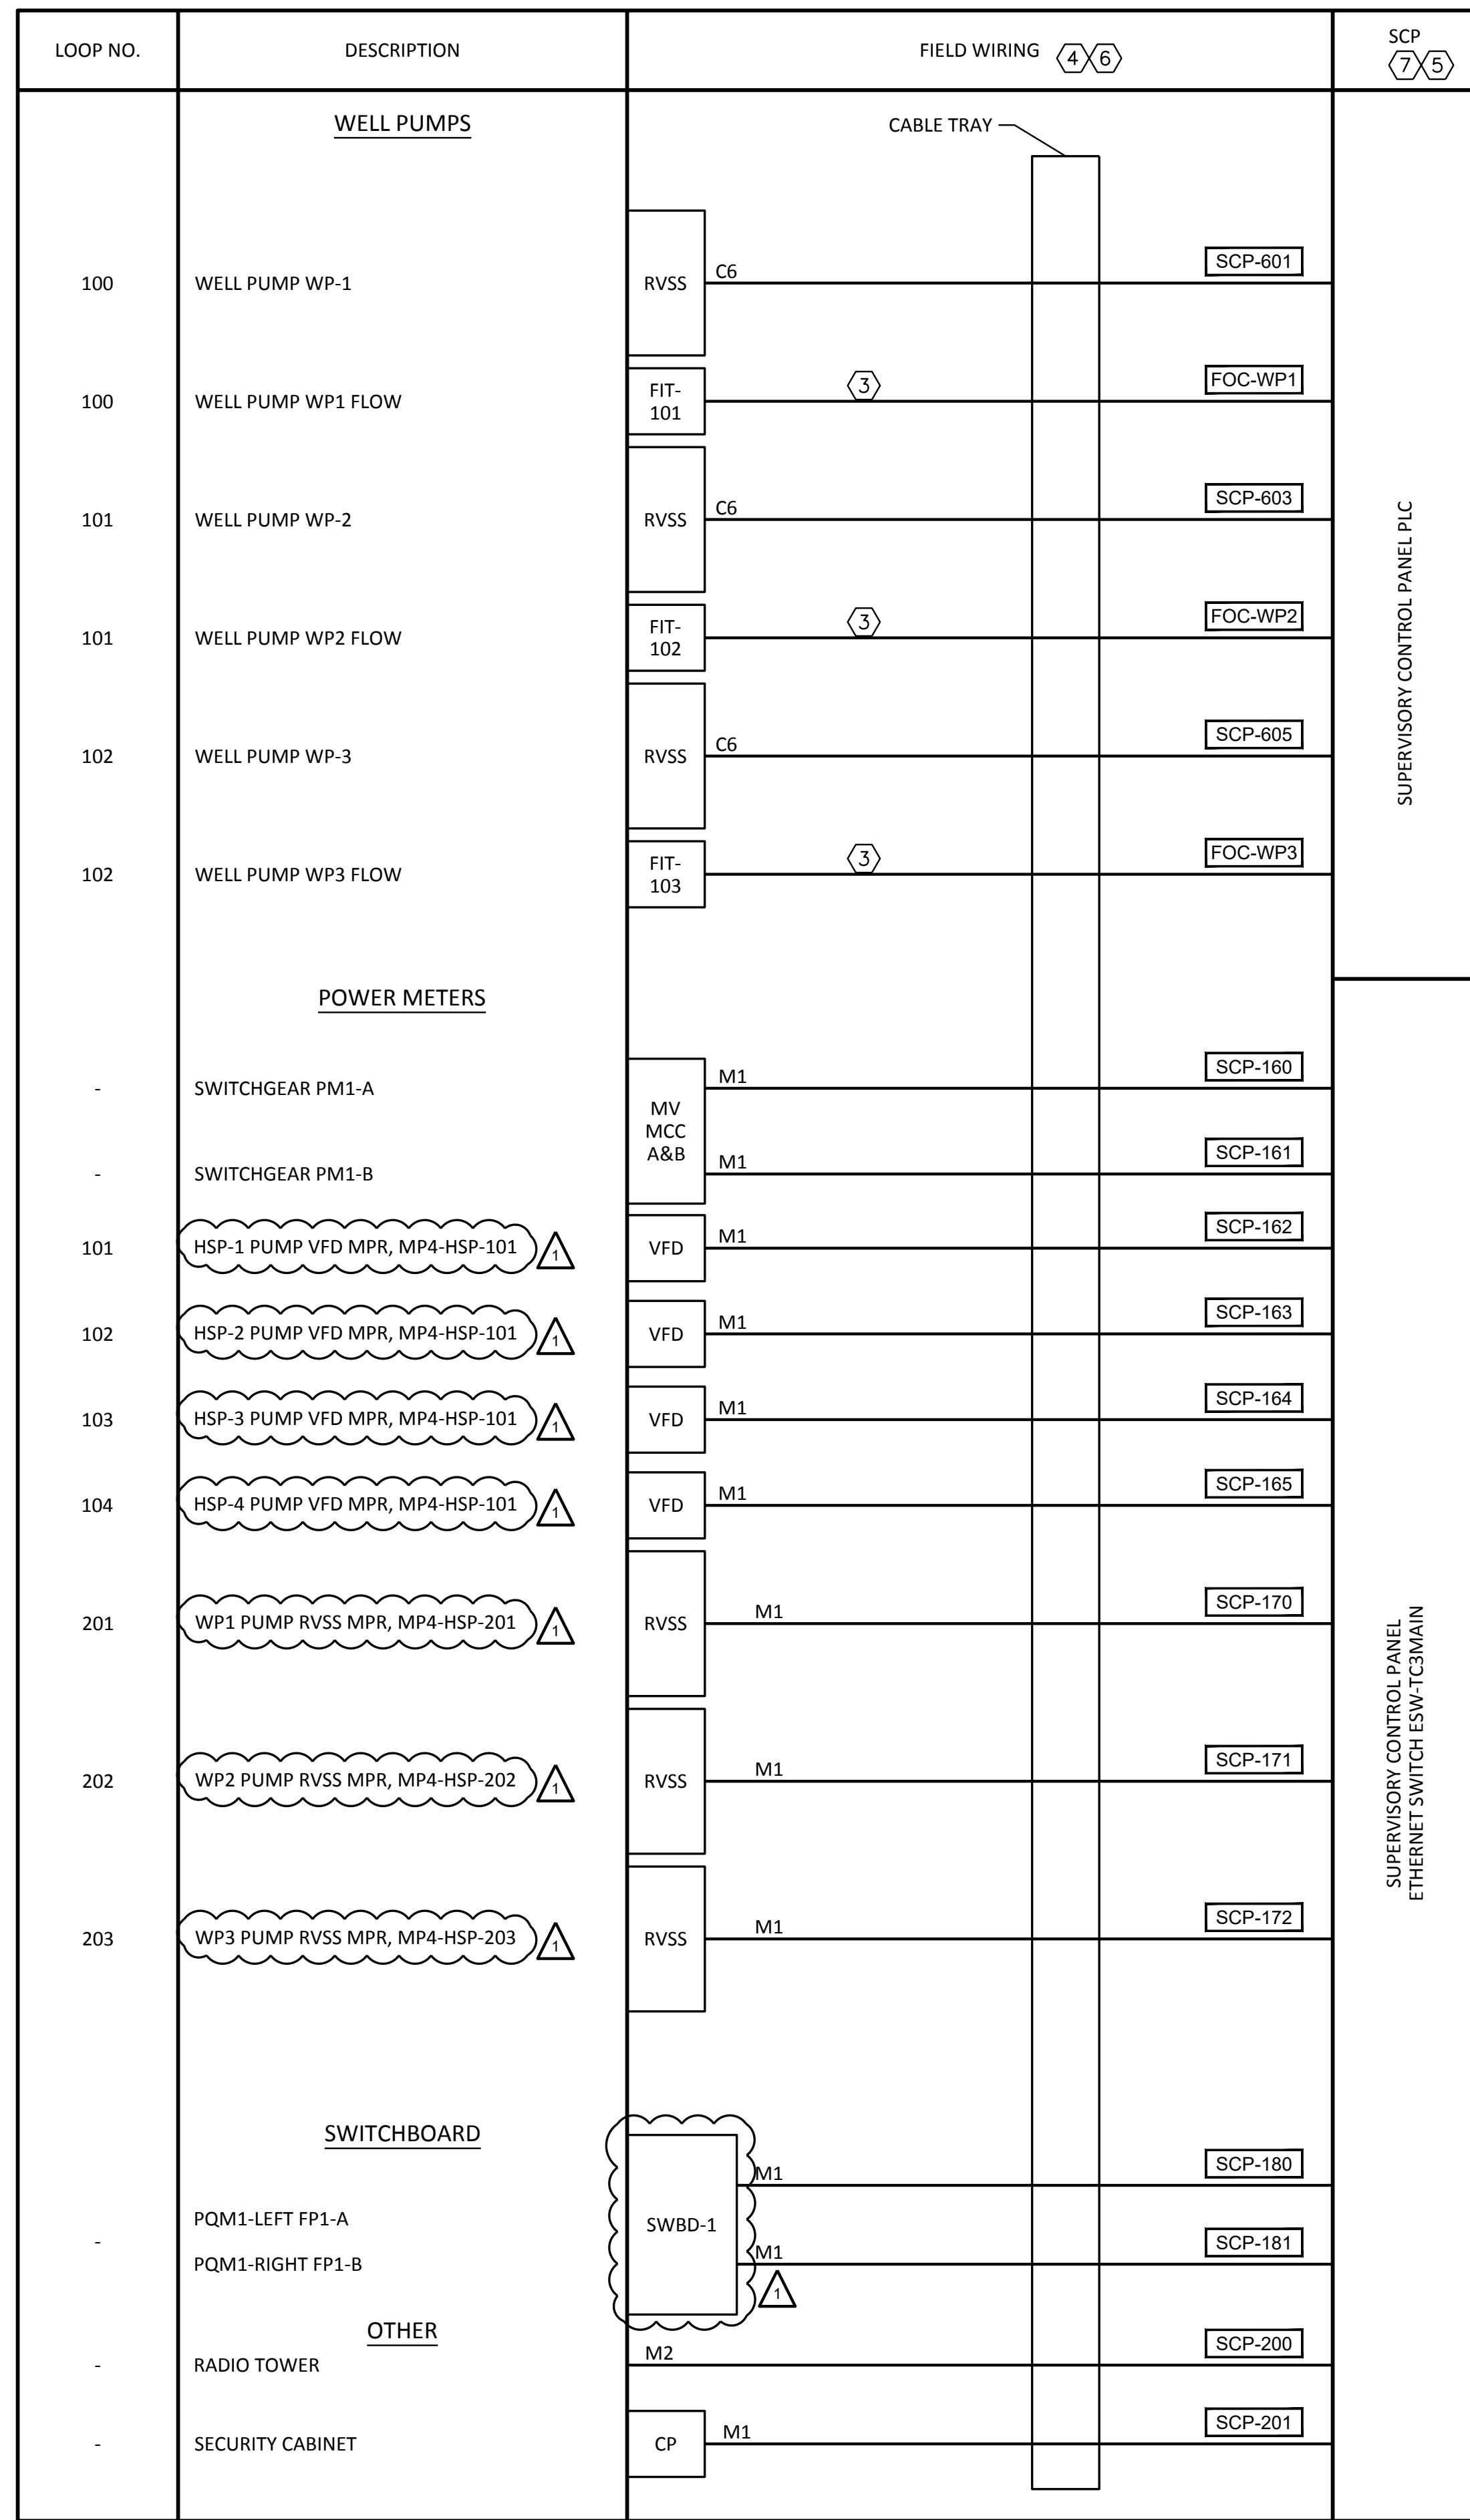 LOOP NO.
DESCRIPTION
FIELD WIRING 4 6
SCP
7 5
WELL PUMPS
CABLE TRAY
100 WELL PUMP WP-1 RVSS C6 SCP-601
100 WELL PUMP WP1 FLOW FIT-
101 3 FOC-WP1
101 WELL PUMP WP-2 RVSS C6 SCP-603
101 WELL PUMP WP2 FLOW FIT-
102 3 FOC-WP2
102 WELL PUMP WP-3 RVSS C6 SCP-605
102 WELL PUMP WP3 FLOW FIT-
103 3 FOC-WP3
SUPERVISORY CONTROL PANEL PLC
POWER METERS
- SWITCHGEAR PM1-A M1 SCP-160
MV
MCC
A&B
- SWITCHGEAR PM1-B M1 SCP-161
101 HSP-1 PUMP VFD MPR, MP4-HSP-101 1 VFD M1 SCP-162
102 HSP-2 PUMP VFD MPR, MP4-HSP-101 1 VFD M1 SCP-163
103 HSP-3 PUMP VFD MPR, MP4-HSP-101 1 VFD M1 SCP-164
104 HSP-4 PUMP VFD MPR, MP4-HSP-101 1 VFD M1 SCP-165
201 WP1 PUMP RVSS MPR, MP4-HSP-201 1 RVSS M1 SCP-170
202 WP2 PUMP RVSS MPR, MP4-HSP-202 1 RVSS M1 SCP-171
203 WP3 PUMP RVSS MPR, MP4-HSP-203 1 RVSS M1 SCP-172
SUPERVISORY CONTROL PANEL
ETHERNET SWITCH ESW-TC3MAIN
SWITCHBOARD
M1 SCP-180
PQM1-LEFT FP1-A
- SWBD-1
PQM1-RIGHT FP1-B M1 SCP-181
1
OTHER
- RADIO TOWER M2 SCP-200
- SECURITY CABINET CP M1 SCP-201